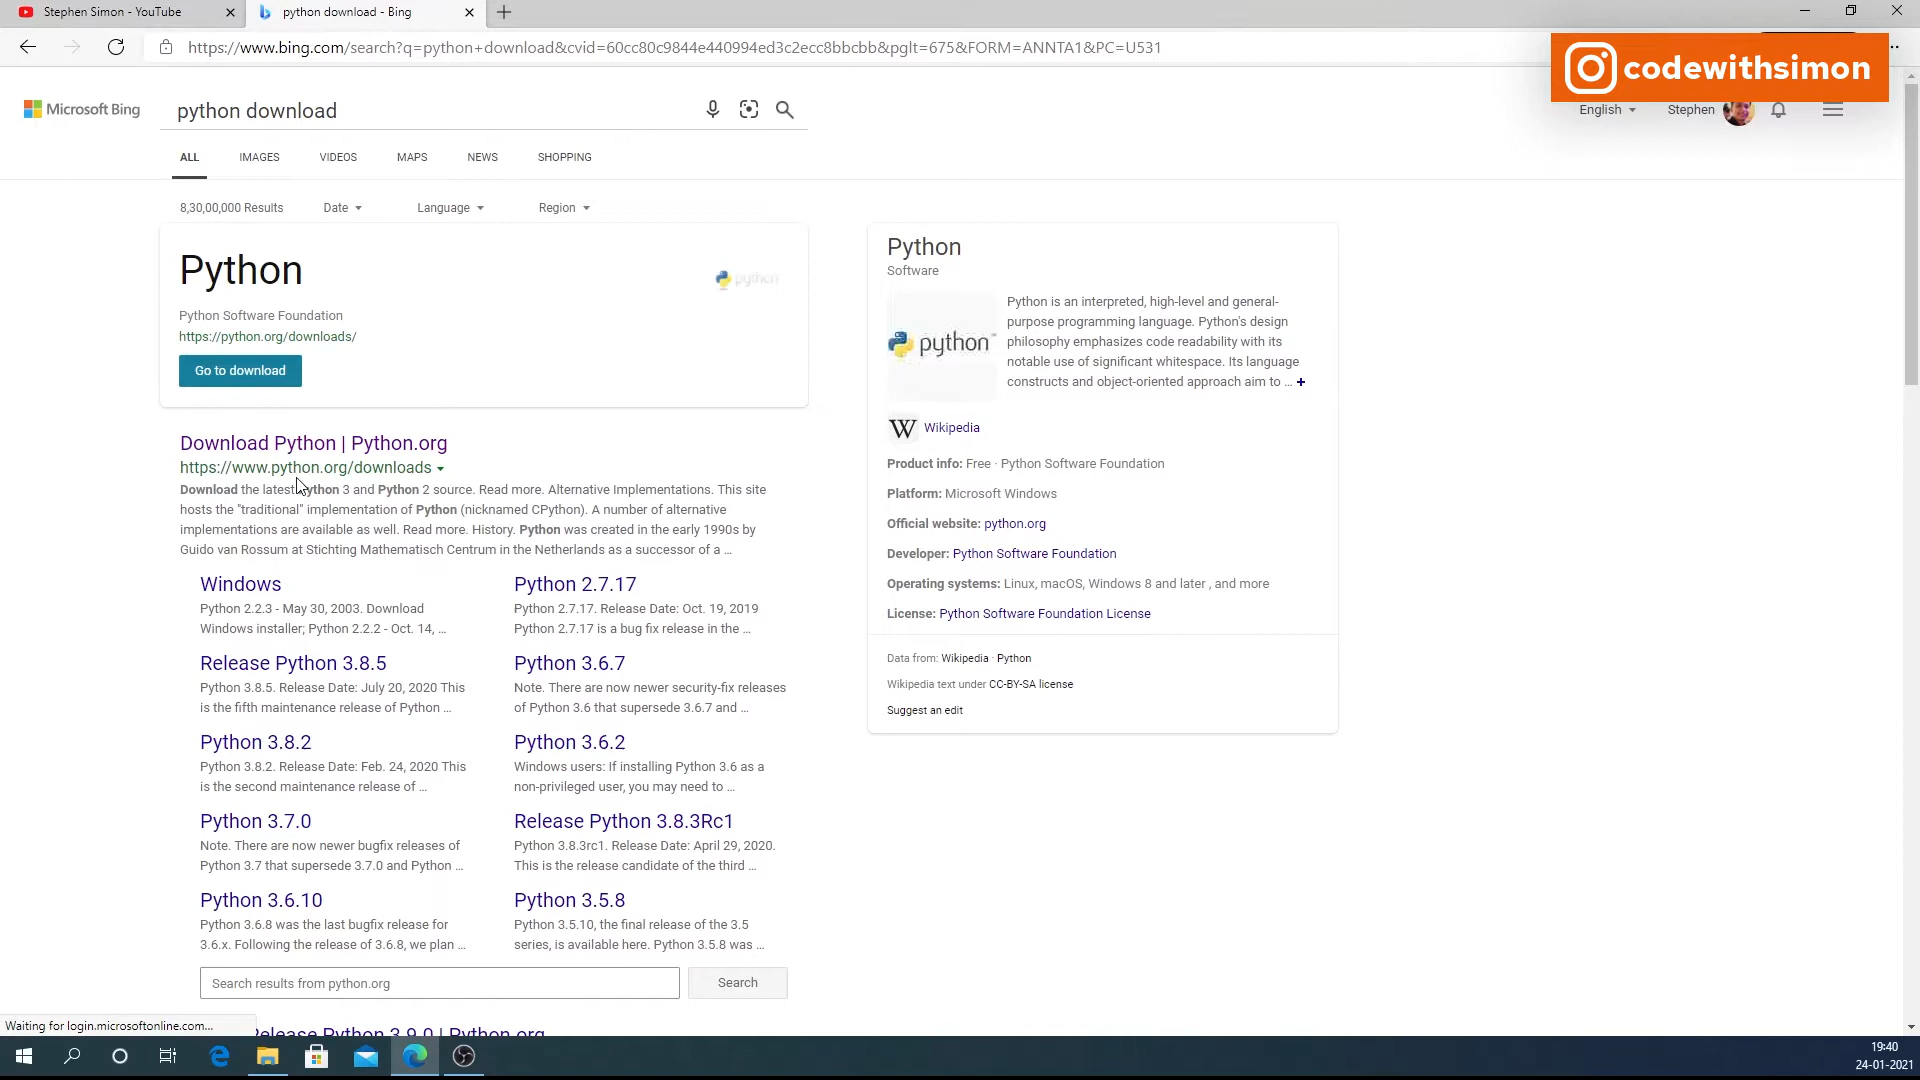 Stephen Simon - YouTube
python download - Bing
https://www.bing.com/search?q=python+download&cvid=60cc80c9844e440994ed3c2ecc8bbcbb&pglt=675&FORM=ANNTA1&PC=U531
codewithsimon
Microsoft Bing
python download
English
Stephen
ALL
IMAGES
VIDEOS
MAPS
NEWS
SHOPPING
8,30,00,000 Results
Date
Language
Region
Python
python
Python Software Foundation
https://python.org/downloads/
Go to download
Download Python | Python.org
https://www.python.org/downloads
Download the latest Python 3 and Python 2 source. Read more. Alternative Implementations. This site
hosts the "traditional" implementation of Python (nicknamed CPython). A number of alternative
implementations are available as well. Read more. History. Python was created in the early 1990s by
Guido van Rossum at Stichting Mathematisch Centrum in the Netherlands as a successor of a ...
Windows
Python 2.2.3 - May 30, 2003. Download
Windows installer; Python 2.2.2 - Oct. 14, ...
Python 2.7.17
Python 2.7.17. Release Date: Oct. 19, 2019
Python 2.7.17 is a bug fix release in the ...
Release Python 3.8.5
Python 3.8.5. Release Date: July 20, 2020 This
is the fifth maintenance release of Python ...
Python 3.6.7
Note. There are now newer security-fix releases
of Python 3.6 that supersede 3.6.7 and ...
Python 3.8.2
Python 3.8.2. Release Date: Feb. 24, 2020 This
is the second maintenance release of ...
Python 3.6.2
Windows users: If installing Python 3.6 as a
non-privileged user, you may need to ...
Python 3.7.0
Note. There are now newer bugfix releases of
Python 3.7 that supersede 3.7.0 and Python ...
Release Python 3.8.3Rc1
Python 3.8.3rc1. Release Date: April 29, 2020.
This is the release candidate of the third ...
Python 3.6.10
Python 3.6.8 was the last bugfix release for
3.6.x. Following the release of 3.6.8, we plan ...
Python 3.5.8
Python 3.5.10, the final release of the 3.5
series, is available here. Python 3.5.8 was ...
Search results from python.org
Search
Release Python 3.9.0 | Python.org
Python
Software
python
Python is an interpreted, high-level and general-
purpose programming language. Python's design
philosophy emphasizes code readability with its
notable use of significant whitespace. Its language
constructs and object-oriented approach aim to ... +
W Wikipedia
Product info: Free · Python Software Foundation
Platform: Microsoft Windows
Official website: python.org
Developer: Python Software Foundation
Operating systems: Linux, macOS, Windows 8 and later , and more
License: Python Software Foundation License
Data from: Wikipedia · Python
Wikipedia text under CC-BY-SA license
Suggest an edit
Waiting for login.microsoftonline.com...
19:40
24-01-2021